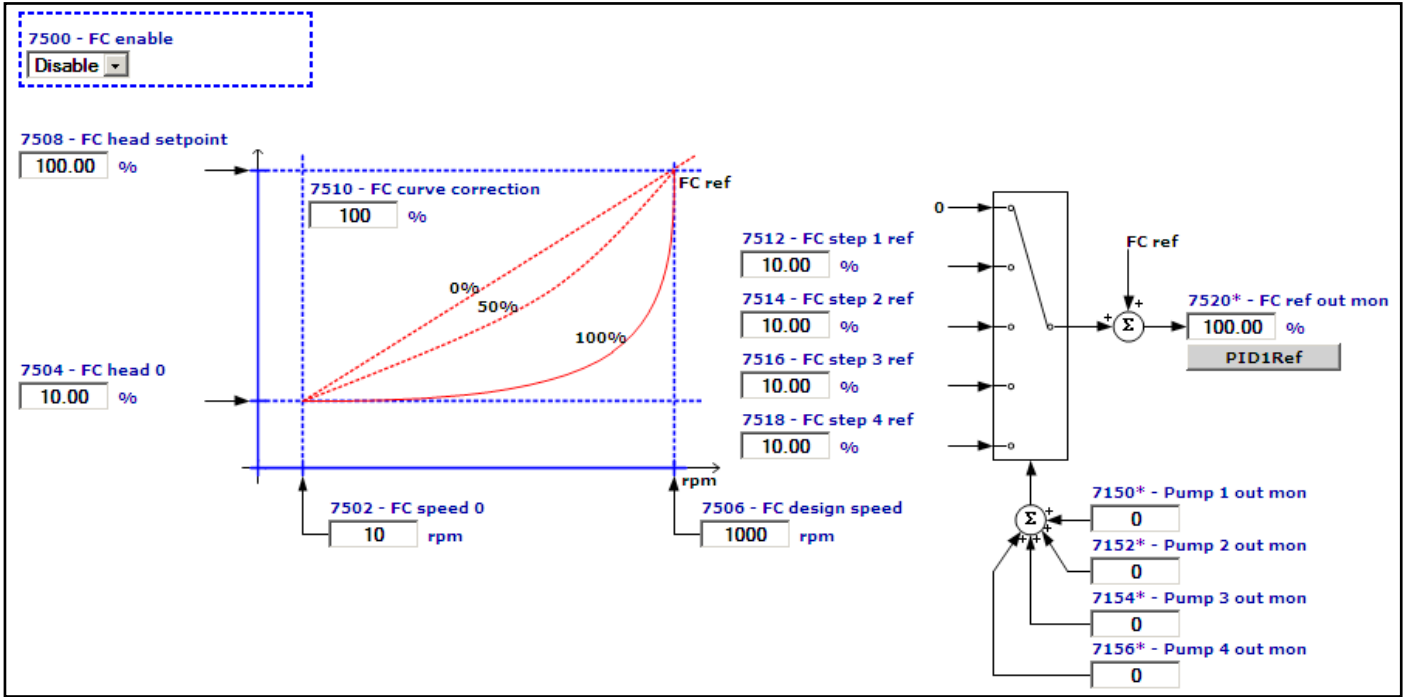 7500 - FC enable
Disable
7508 - FC head setpoint
100.00 %
7510 - FC curve correction
100 %
FC ref
0%
50%
100%
7504 - FC head 0
10.00 %
rpm
7502 - FC speed 0
10 rpm
7506 - FC design speed
1000 rpm
0
7512 - FC step 1 ref
10.00 %
7514 - FC step 2 ref
10.00 %
7516 - FC step 3 ref
10.00 %
7518 - FC step 4 ref
10.00 %
FC ref
+
+
Σ
7520* - FC ref out mon
100.00 %
PID1Ref
Σ
+
+
+ +
7150* - Pump 1 out mon
0
7152* - Pump 2 out mon
0
7154* - Pump 3 out mon
0
7156* - Pump 4 out mon
0